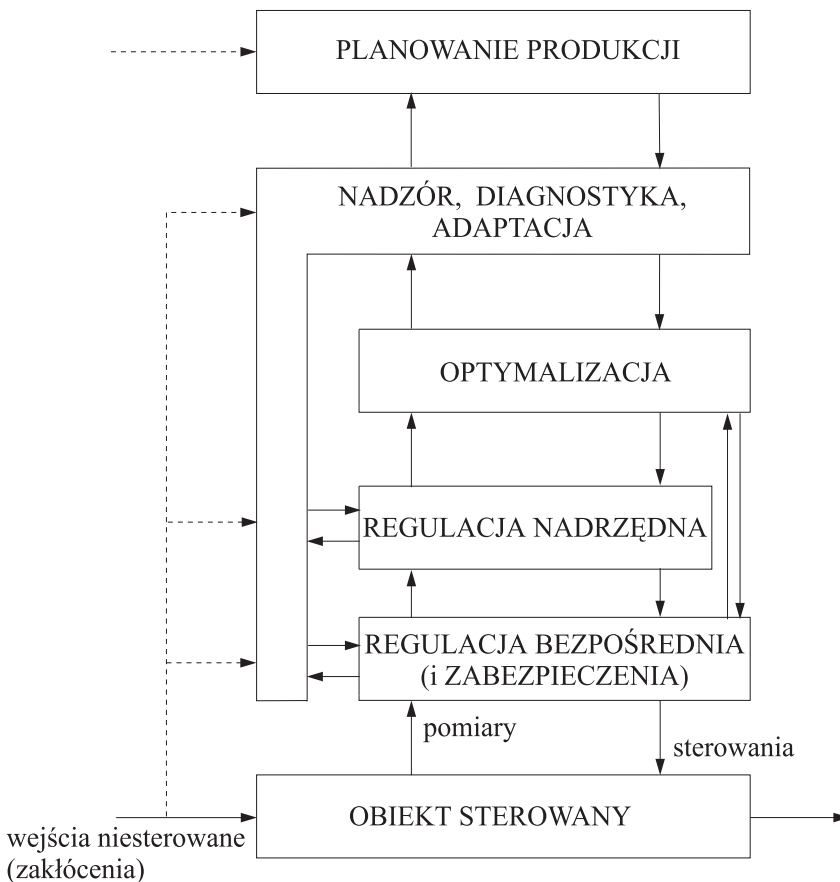 PLANOWANIE PRODUKCJI
NADZÓR, DIAGNOSTYKA,
ADAPTACJA
OPTYMALIZACJA
REGULACJA NADRZĘDNA
REGULACJA BEZPOŚREDNIA
(i ZABEZPIECZENIA)
pomiary
sterowania
OBIEKT STEROWANY
wejścia niesterowane
(zakłócenia)